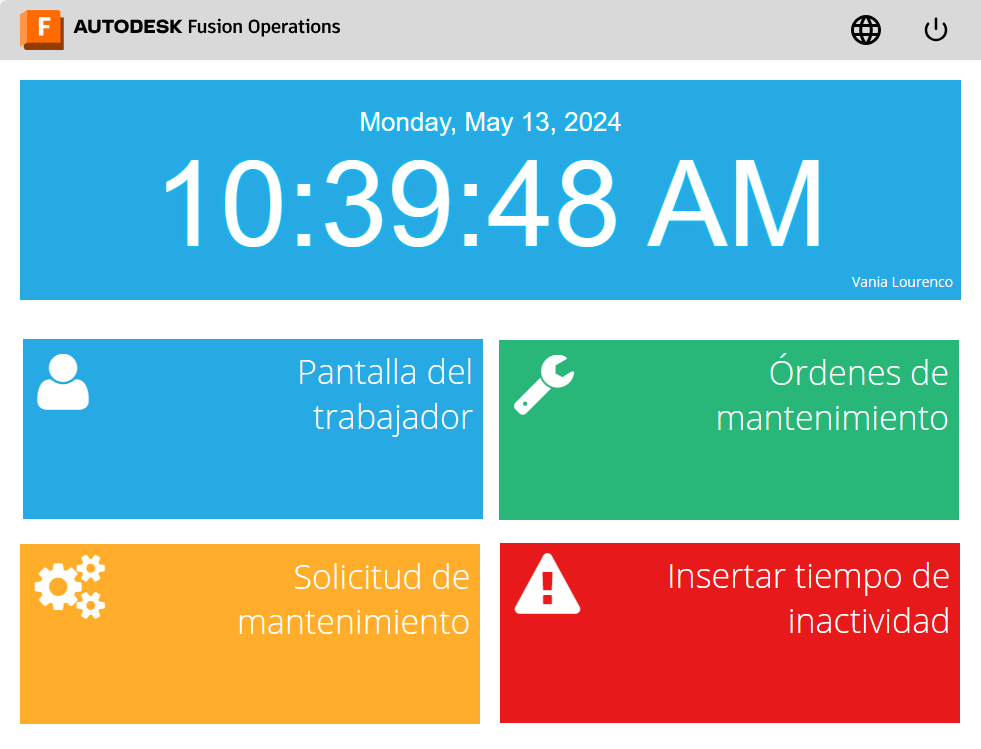 F AUTODESK Fusion Operations
Monday, May 13, 2024
10:39:48 AM
Vania Lourenco
Pantalla del
trabajador
Órdenes de
mantenimiento
Solicitud de
mantenimiento
Insertar tiempo de
inactividad